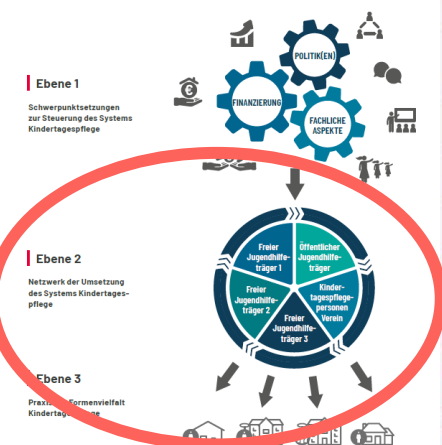 POLITIK(EN)
Ebene 1
FINANZIERUNG
Schwerpunktsetzungen
zur Steuerung des Systems
Kindertagespflege
FACHLICHE
ASPEKTE
Ebene 2
Netzwerk der Umsetzung
des Systems Kindertages-
pflege
Freier
Jugendhilfe-
träger 1
Öffentlicher
Jugendhilfe-
träger
Freier
Jugendhilfe-
träger 2
Kinder-
tagespflege-
personen
Verein
Freier
Jugendhilfe-
träger 3
Ebene 3
Formenvielfalt